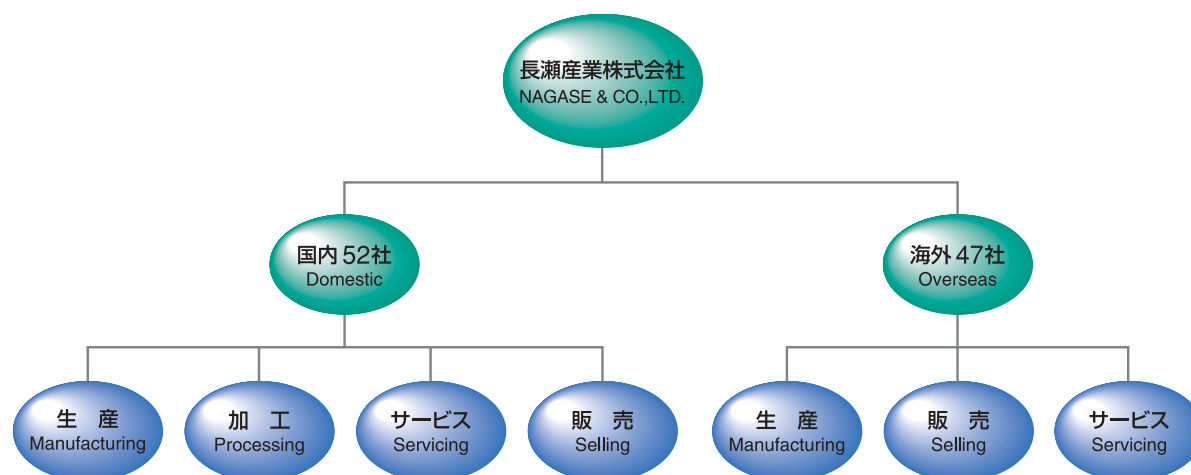 長瀬産業株式会社
NAGASE & CO.,LTD.
国内52社
Domestic
海外47社
Overseas
生 産
Manufacturing
加 工
Processing
サービス
Servicing
販 売
Selling
生 産
Manufacturing
販 売
Selling
サービス
Servicing